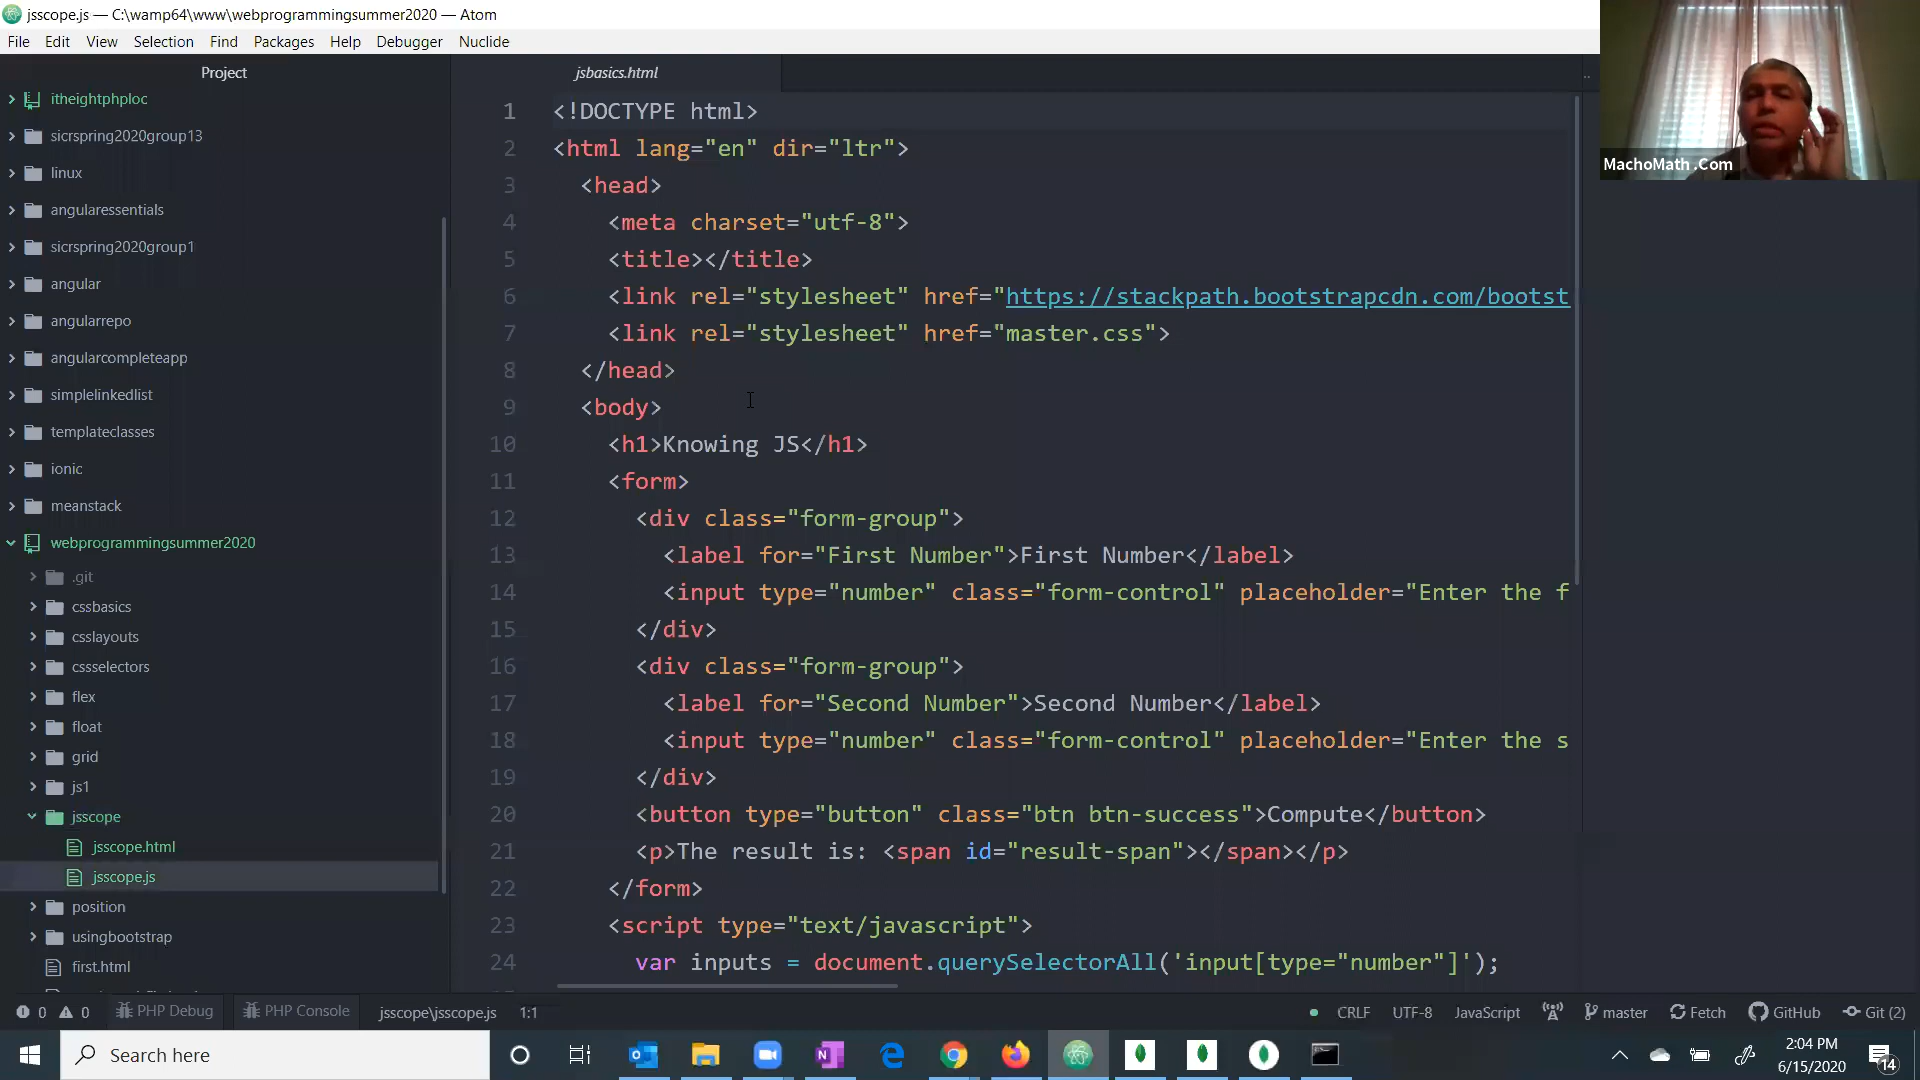 jsscope.js — C:\wamp64\www\webprogrammingsummer2020 — Atom
File Edit View Selection Find Packages Help Debugger Nuclide
Project
itheightphploc
sicrspring2020group13
linux
angularessentials
sicrspring2020group1
angular
angularrepo
angularcompleteapp
simplelinkedlist
templateclasses
ionic
meanstack
webprogrammingsummer2020
.git
cssbasics
csslayouts
cssselectors
flex
float
grid
js1
jsscope
jsscope.html
jsscope.js
position
usingbootstrap
first.html
jsbasics.html
1 <!DOCTYPE html>
2 <html lang="en" dir="ltr">
3 <head>
4 <meta charset="utf-8">
5 <title></title>
6 <link rel="stylesheet" href="https://stackpath.bootstrapcdn.com/bootst
7 <link rel="stylesheet" href="master.css">
8 </head>
9 <body>
10 <h1>Knowing JS</h1>
11 <form>
12 <div class="form-group">
13 <label for="First Number">First Number</label>
14 <input type="number" class="form-control" placeholder="Enter the f
15 </div>
16 <div class="form-group">
17 <label for="Second Number">Second Number</label>
18 <input type="number" class="form-control" placeholder="Enter the s
19 </div>
20 <button type="button" class="btn btn-success">Compute</button>
21 <p>The result is: <span id="result-span"></span></p>
22 </form>
23 <script type="text/javascript">
24 var inputs = document.querySelectorAll('input[type="number"]');
MachoMath .Com
0 0 PHP Debug PHP Console jsscope\jsscope.js 1:1 CRLF UTF-8 JavaScript master Fetch GitHub Git (2)
Search here
2:04 PM
6/15/2020
14